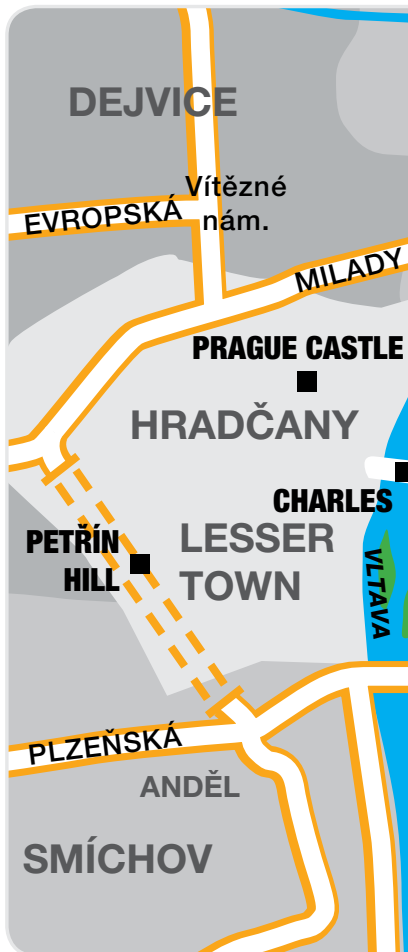 DEJVICE
Vítězné
nám.
EVROPSKÁ
MILADY
PRAGUE CASTLE
HRADČANY
CHARLES
PETŘÍN
HILL
LESSER
TOWN
VLTAVA
PLZEŇSKÁ
ANDĚL
SMÍCHOV